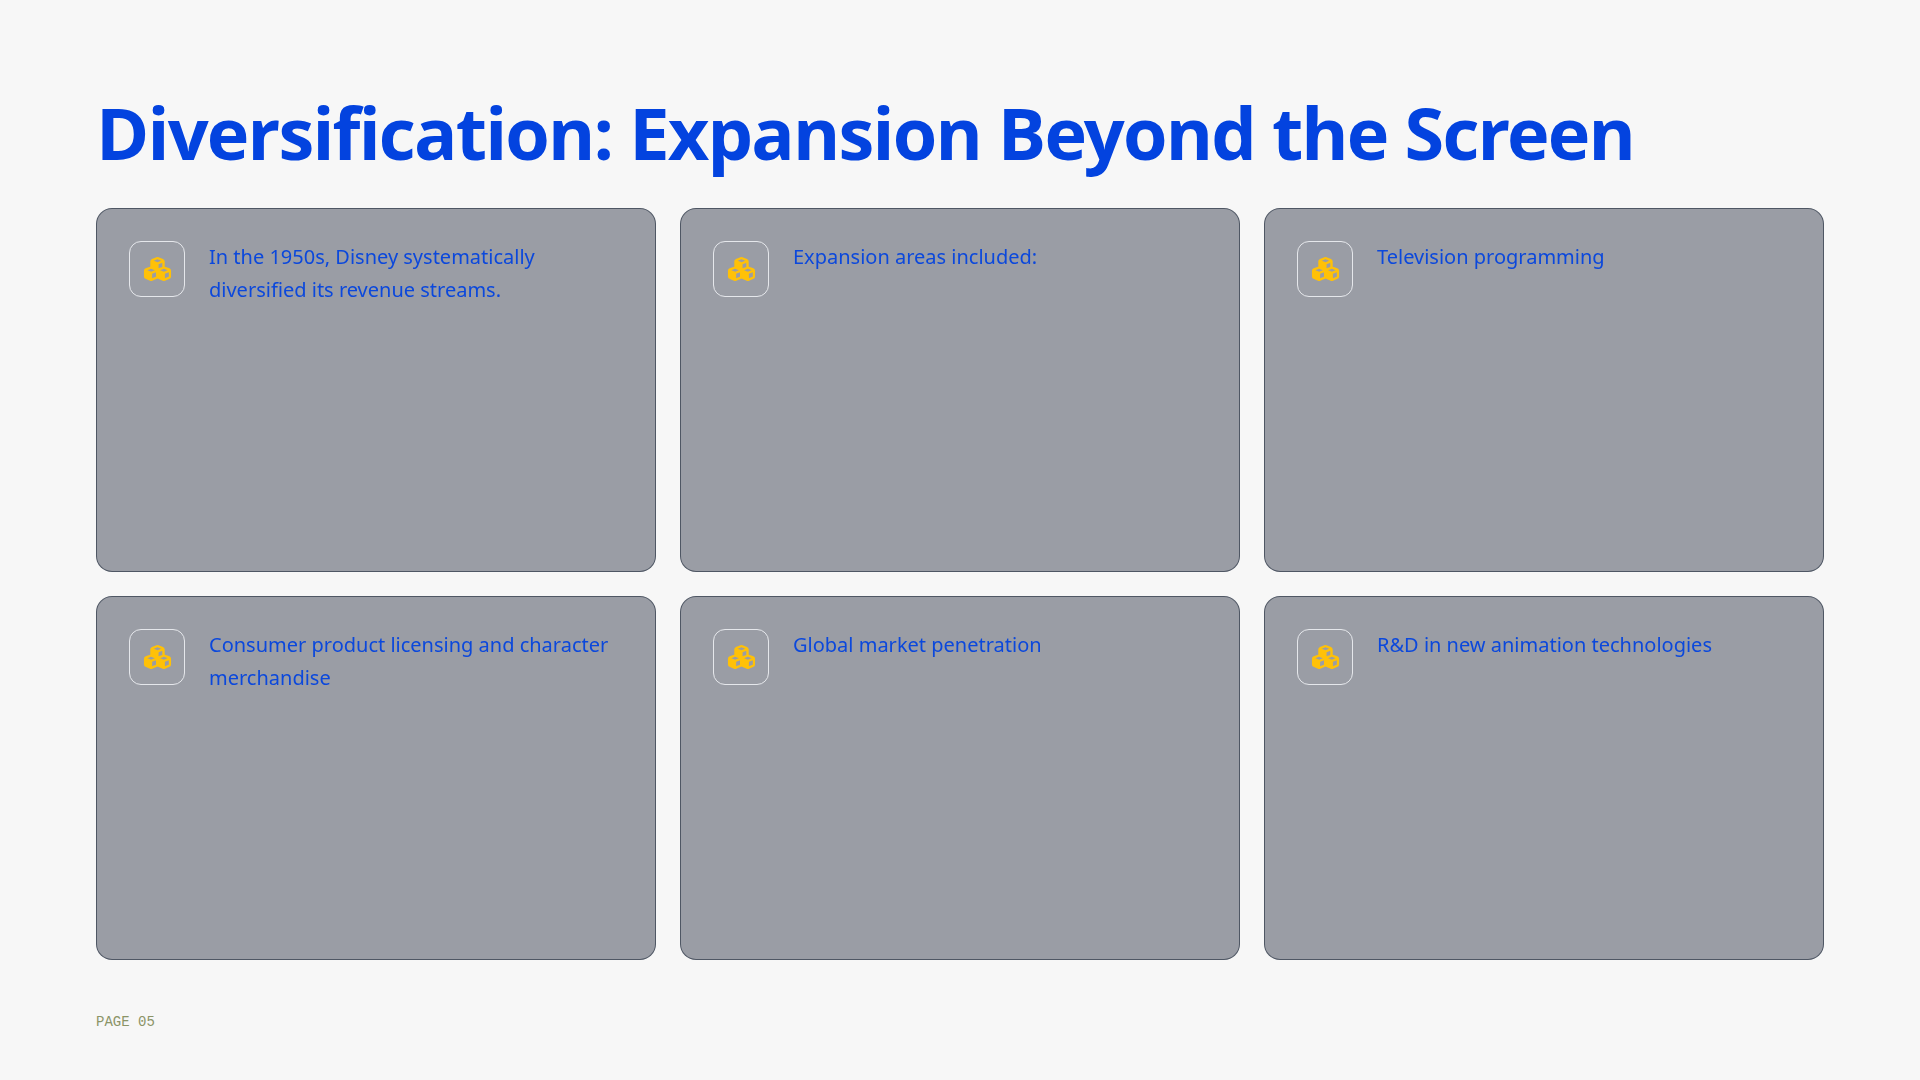 Diversification: Expansion Beyond the Screen
In the 1950s, Disney systematically
diversified its revenue streams.
Expansion areas included:
Television programming
Consumer product licensing and character
merchandise
Global market penetration
R&D in new animation technologies
PAGE 05